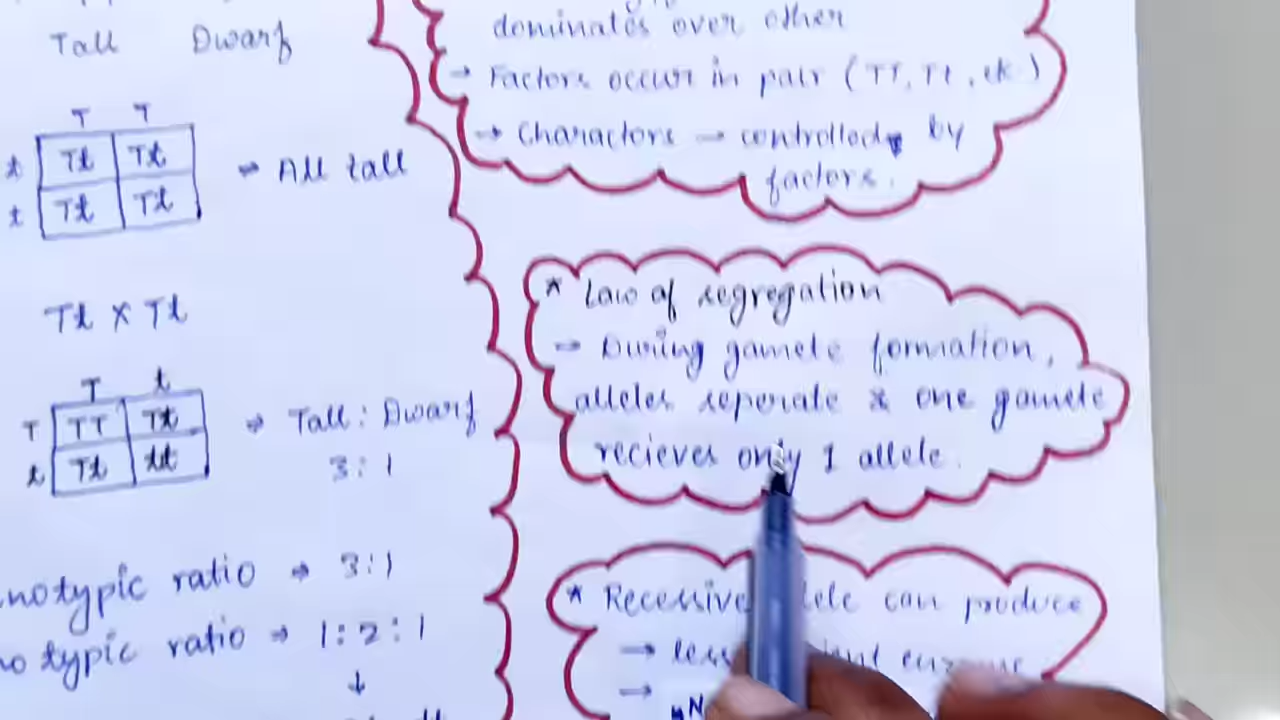 Tall Dwarf
T T
t Tt Tt
t Tt Tt
→ All tall
Tt X Tt
T t
T TT Tt
t Tt tt
→ Tall : Dwarf
3 : 1
notypic ratio → 3:1
no typic ratio → 1:2:1
↓
dominates over other
→ Factors occur in pair (TT, Tt, etc.)
→ Charactors → controlled by
factors.
* Law of segregation
→ During gamete formation,
alleles seperate & one gamete
recieves only 1 allele.
* Recessive can produce
→
→